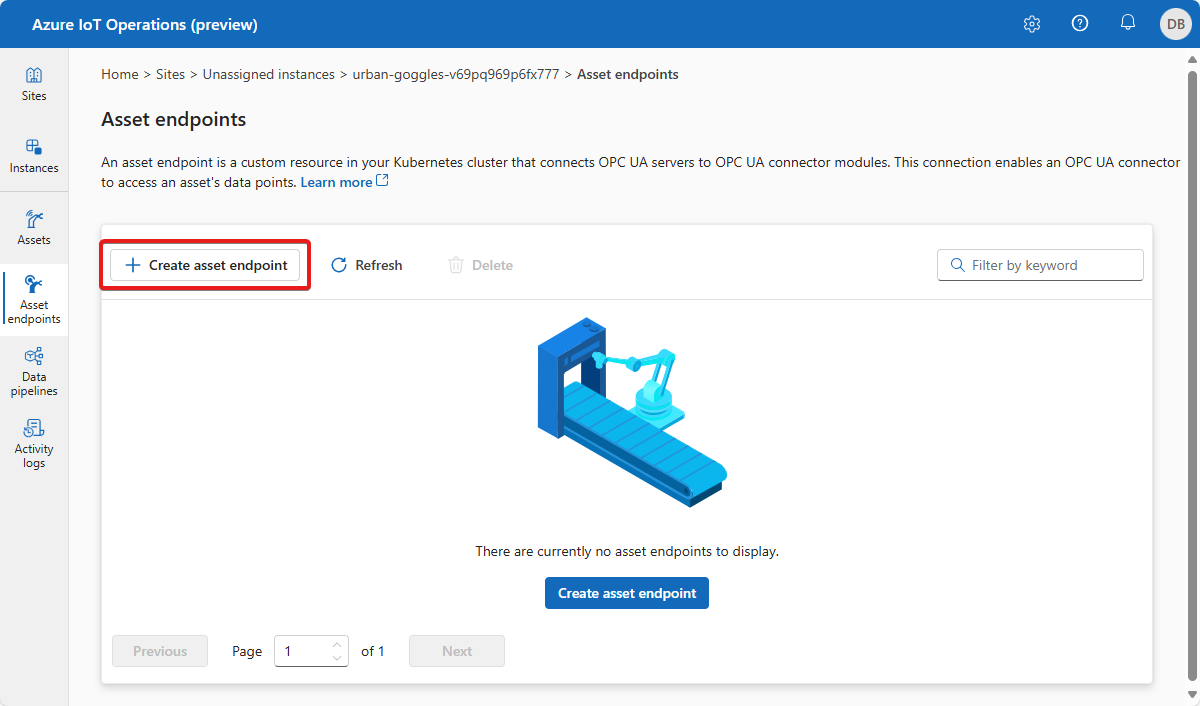 Azure IoT Operations (preview)
DB
Sites
Instances
Assets
Asset
endpoints
Data
pipelines
Activity
logs
Home > Sites > Unassigned instances > urban-goggles-v69pq969p6fx777 > Asset endpoints
Asset endpoints
An asset endpoint is a custom resource in your Kubernetes cluster that connects OPC UA servers to OPC UA connector modules. This connection enables an OPC UA connector
to access an asset's data points. Learn more
Create asset endpoint
Refresh
Delete
Filter by keyword
There are currently no asset endpoints to display.
Create asset endpoint
Previous
Page
1
of 1
Next